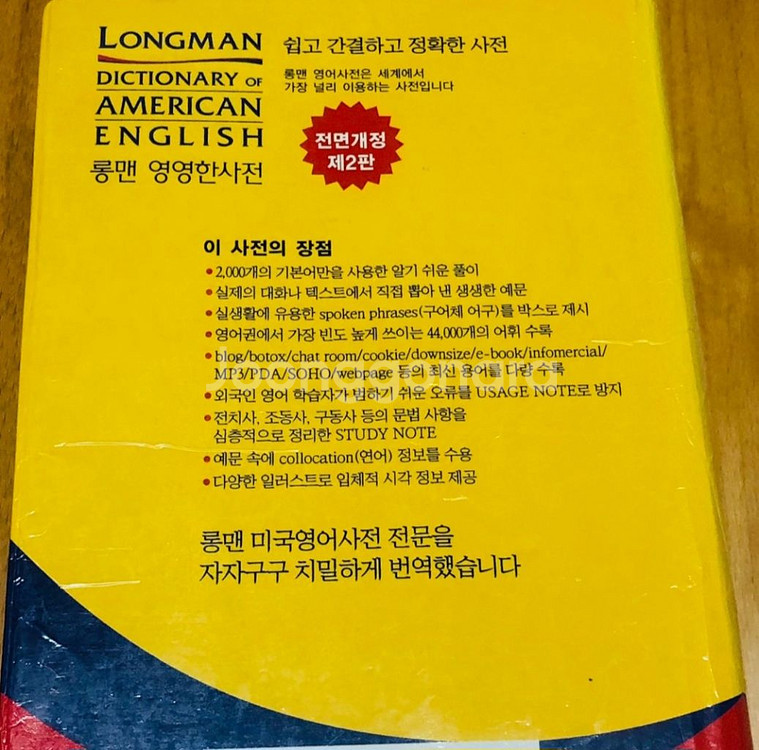 LONGMAN
DICTIONARY OF
AMERICAN
ENGLISH
롱맨 영영한사전
쉽고 간결하고 정확한 사전
롱맨 영어사전은 세계에서
가장 널리 이용하는 사전입니다
전면개정
제2판
이 사전의 장점
• 2,000개의 기본어만을 사용한 알기 쉬운 풀이
• 실제의 대화나 텍스트에서 직접 뽑아 낸 생생한 예문
• 실생활에 유용한 spoken phrases(구어체 어구)를 박스로 제시
• 영어권에서 가장 빈도 높게 쓰이는 44,000개의 어휘 수록
• blog/botox/chat room/cookie/downsize/e-book/infomercial/
MP3/PDA/SOHO/webpage 등의 최신 용어를 다량 수록
• 외국인 영어 학습자가 범하기 쉬운 오류를 USAGE NOTE로 방지
• 전치사, 조동사, 구동사 등의 문법 사항을
심층적으로 정리한 STUDY NOTE
• 예문 속에 collocation(연어) 정보를 수용
• 다양한 일러스트로 입체적 시각 정보 제공
롱맨 미국영어사전 전문을
자자구구 치밀하게 번역했습니다
Joonggonara